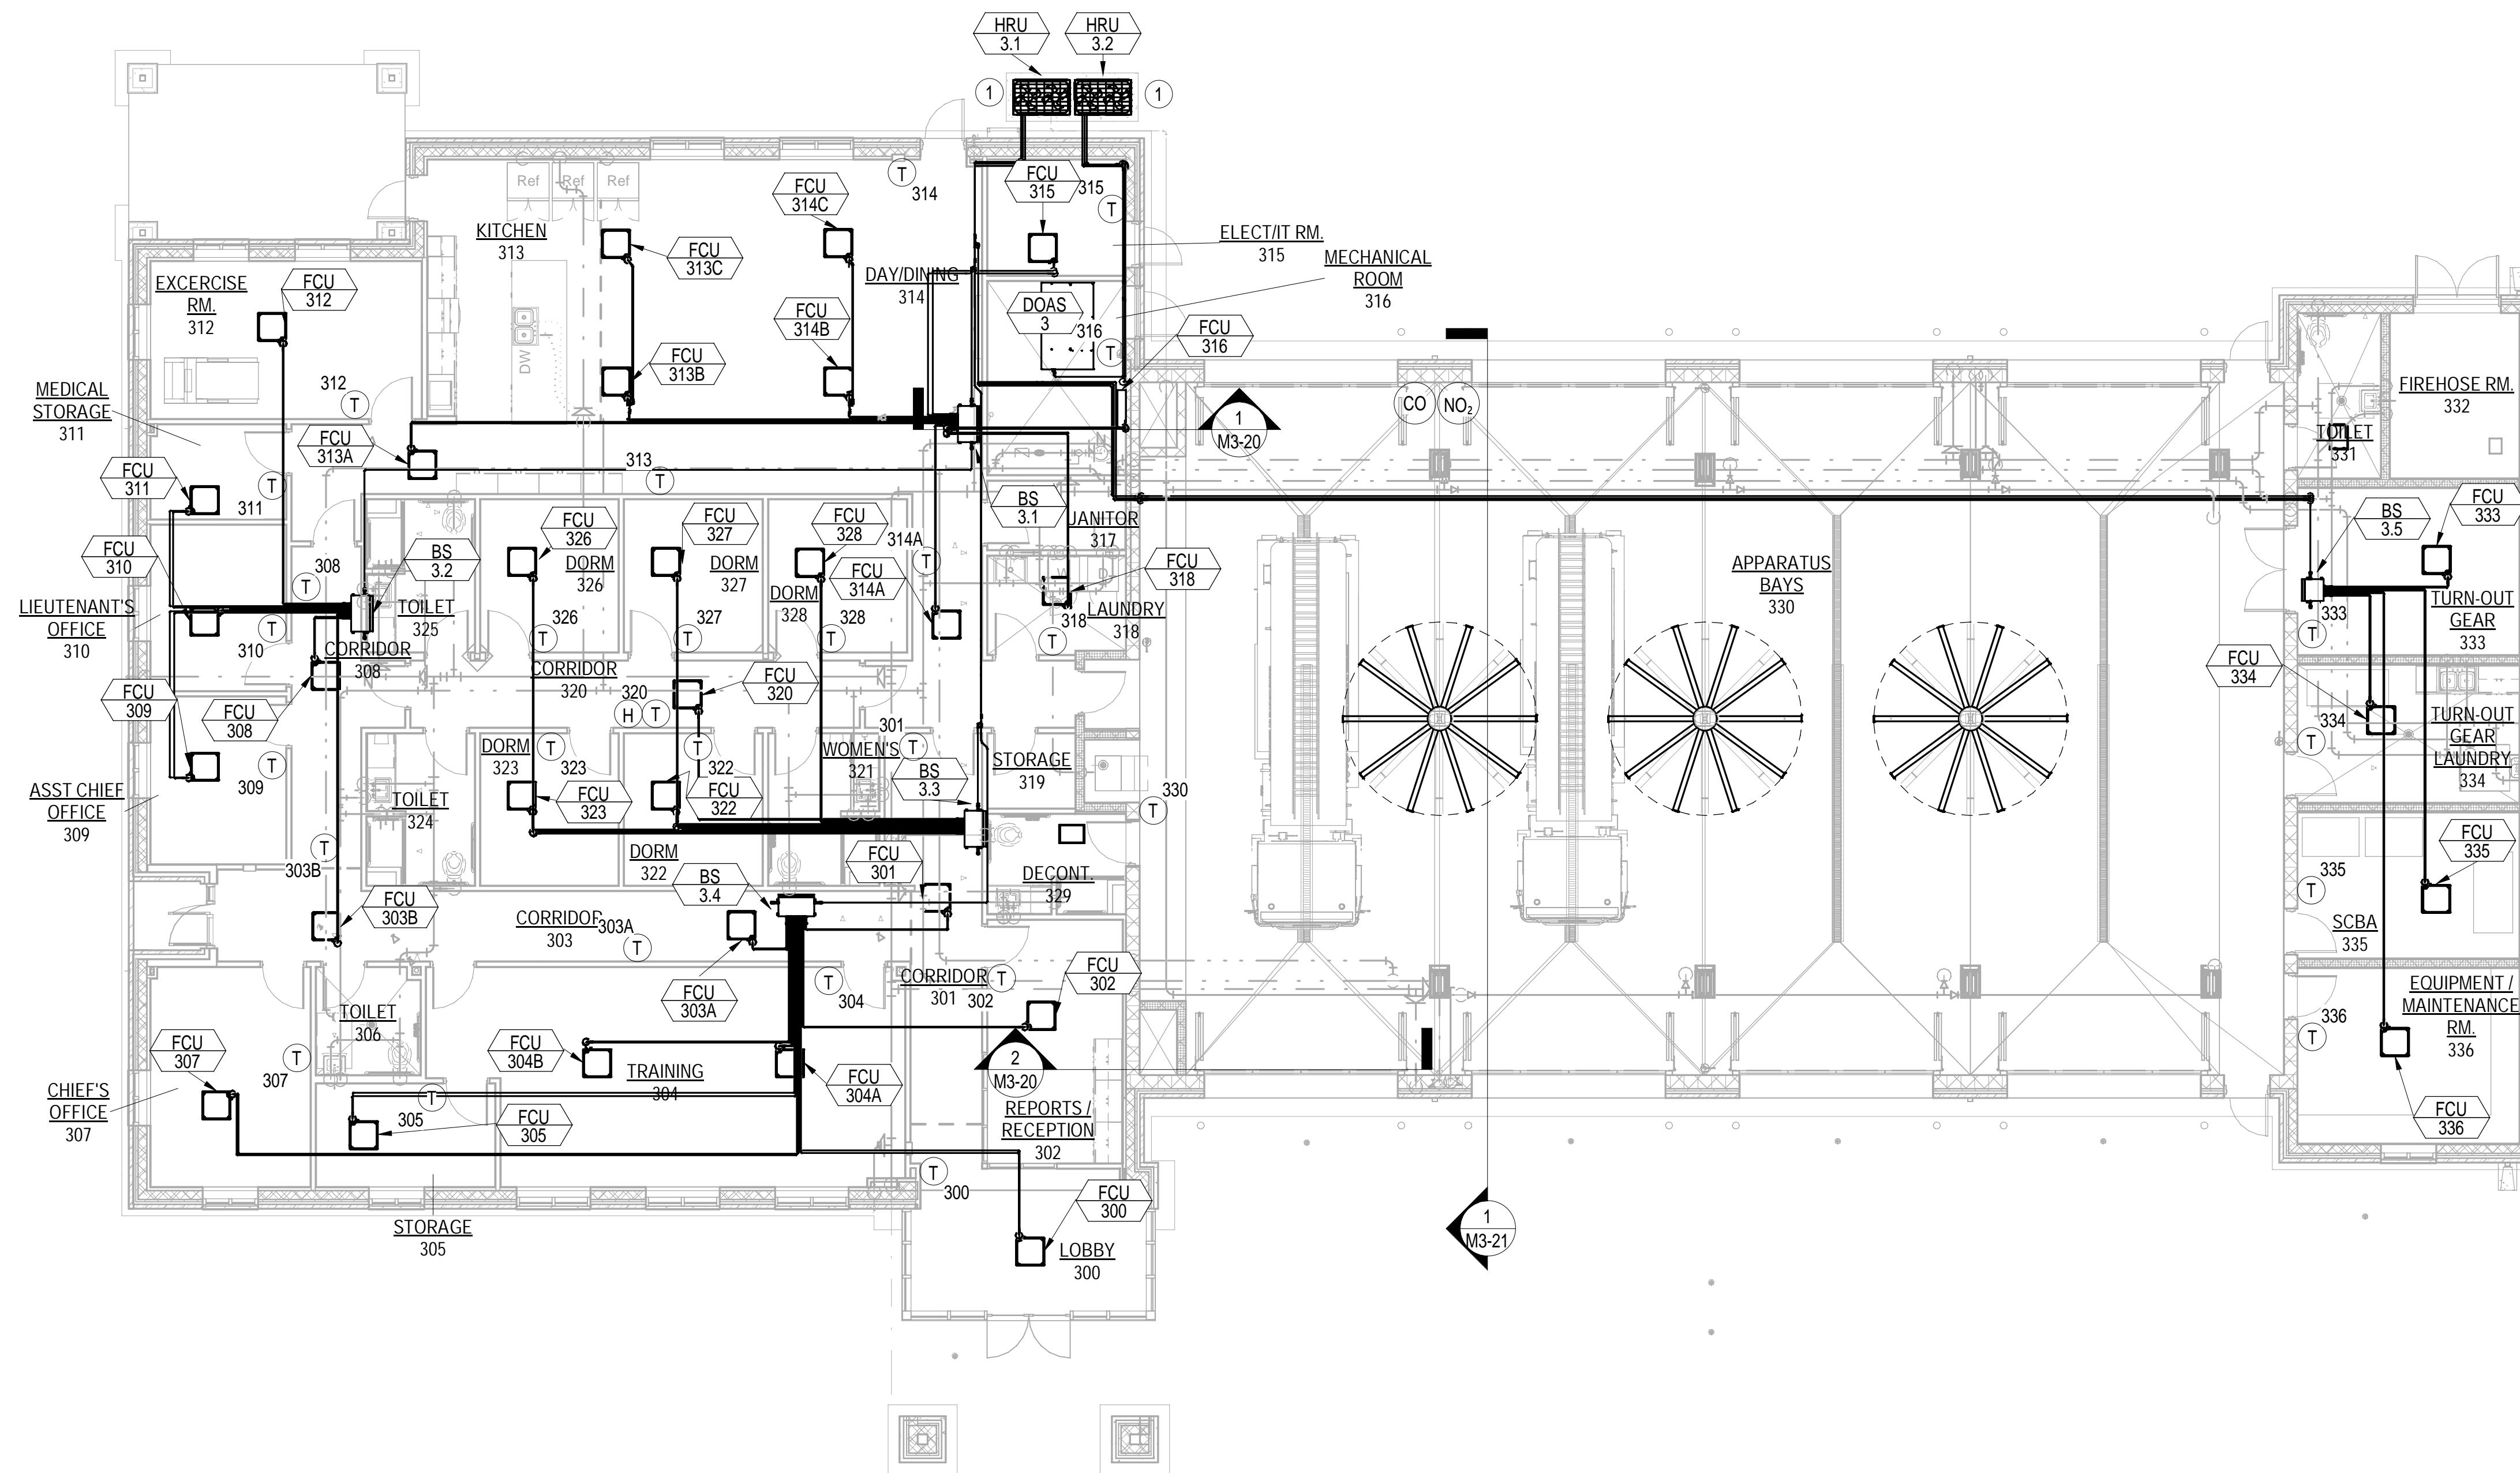 HRU
3.1
HRU
3.2
1
1
Ref
Ref
Ref
T
314
FCU
315
315
T
FCU
314C
KITCHEN
313
FCU
313C
DAY/DINING
314
ELECT/IT RM.
315
MECHANICAL
ROOM
316
EXCERCISE
RM.
312
FCU
312
DW
FCU
314B
FCU
313B
DOAS
3
316
T
FCU
316
312
T
MEDICAL
STORAGE
311
FCU
313A
313
T
1
M3-20
CO
NO₂
FIREHOSE RM.
332
TOILET
331
FCU
311
T
311
BS
3.1
JANITOR
317
BS
3.5
FCU
333
FCU
326
DORM
326
FCU
327
DORM
327
FCU
328
DORM
328
314A
T
FCU
314A
FCU
318
W
D
LAUNDRY
318
318
T
FCU
310
BS
3.2
308
T
TOILET
325
APPARATUS
BAYS
330
333
T
TURN-OUT
GEAR
333
LIEUTENANT'S
OFFICE
310
T
310
CORRIDOR
308
326
T
327
T
328
T
CORRIDOR
320
320
H
T
FCU
320
FCU
309
FCU
308
FCU
334
334
T
TURN-OUT
GEAR
LAUNDRY
334
DORM
323
T
323
T
322
301
T
WOMEN'S
321
BS
3.3
STORAGE
319
T
309
ASST CHIEF
OFFICE
309
TOILET
324
FCU
323
FCU
322
330
T
T
303B
DORM
322
FCU
301
DECONT.
329
FCU
335
335
T
SCBA
335
FCU
303B
BS
3.4
CORRIDOR
303
303A
T
FCU
303A
T
304
CORRIDOR
301
T
302
FCU
302
EQUIPMENT /
MAINTENANCE
RM.
336
336
T
TOILET
306
FCU
307
T
307
FCU
304B
TRAINING
304
FCU
304A
2
M3-20
CHIEF'S
OFFICE
307
T
305
FCU
305
REPORTS /
RECEPTION
302
FCU
336
T
300
FCU
300
STORAGE
305
LOBBY
300
1
M3-21